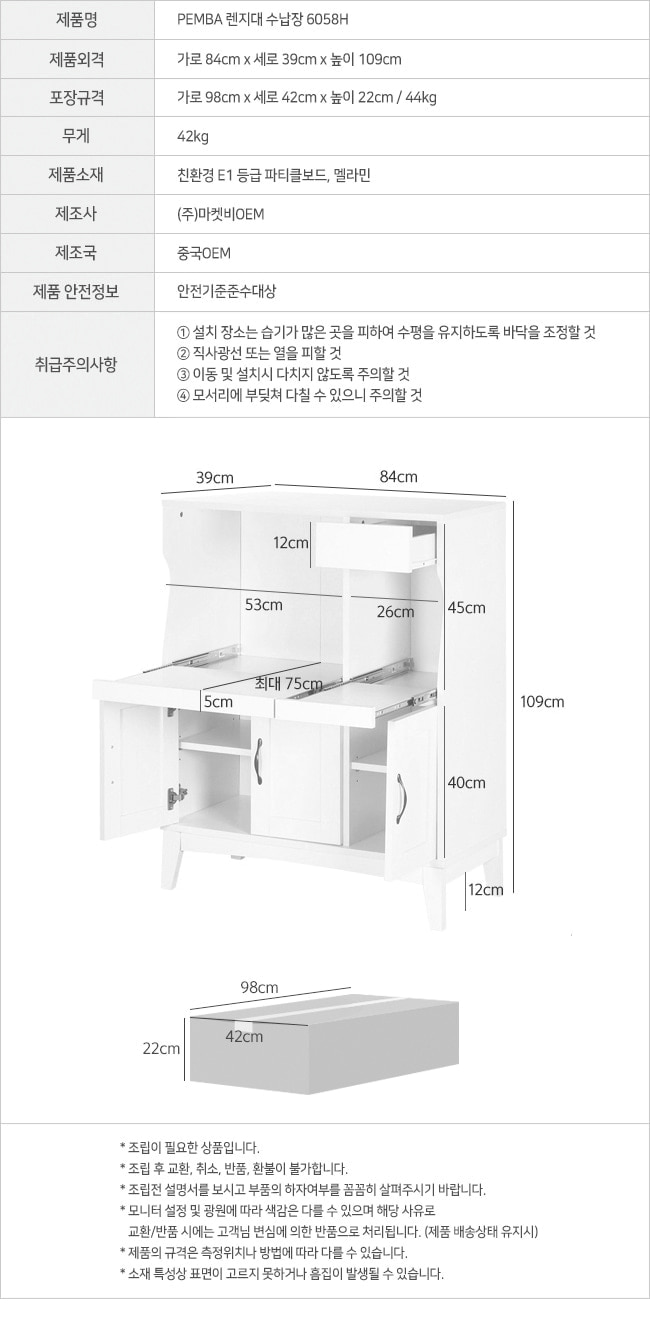 제품명 PEMBA 렌지대 수납장 6058H
제품외격 가로 84cm x 세로 39cm x 높이 109cm
포장규격 가로 98cm x 세로 42cm x 높이 22cm / 44kg
무게 42kg
제품소재 친환경 E1 등급 파티클보드, 멜라민
제조사 (주)마켓비OEM
제조국 중국OEM
제품 안전정보 안전기준준수대상
취급주의사항
① 설치 장소는 습기가 많은 곳을 피하여 수평을 유지하도록 바닥을 조정할 것
② 직사광선 또는 열을 피할 것
③ 이동 및 설치시 다치지 않도록 주의할 것
④ 모서리에 부딪쳐 다칠 수 있으니 주의할 것
39cm
84cm
12cm
53cm
26cm
45cm
최대 75cm
5cm
109cm
40cm
12cm
98cm
42cm
22cm
* 조립이 필요한 상품입니다.
* 조립 후 교환, 취소, 반품, 환불이 불가합니다.
* 조립전 설명서를 보시고 부품의 하자여부를 꼼꼼히 살펴주시기 바랍니다.
* 모니터 설정 및 광원에 따라 색감은 다를 수 있으며 해당 사유로
교환/반품 시에는 고객님 변심에 의한 반품으로 처리됩니다. (제품 배송상태 유지시)
* 제품의 규격은 측정위치나 방법에 따라 다를 수 있습니다.
* 소재 특성상 표면이 고르지 못하거나 흠집이 발생될 수 있습니다.